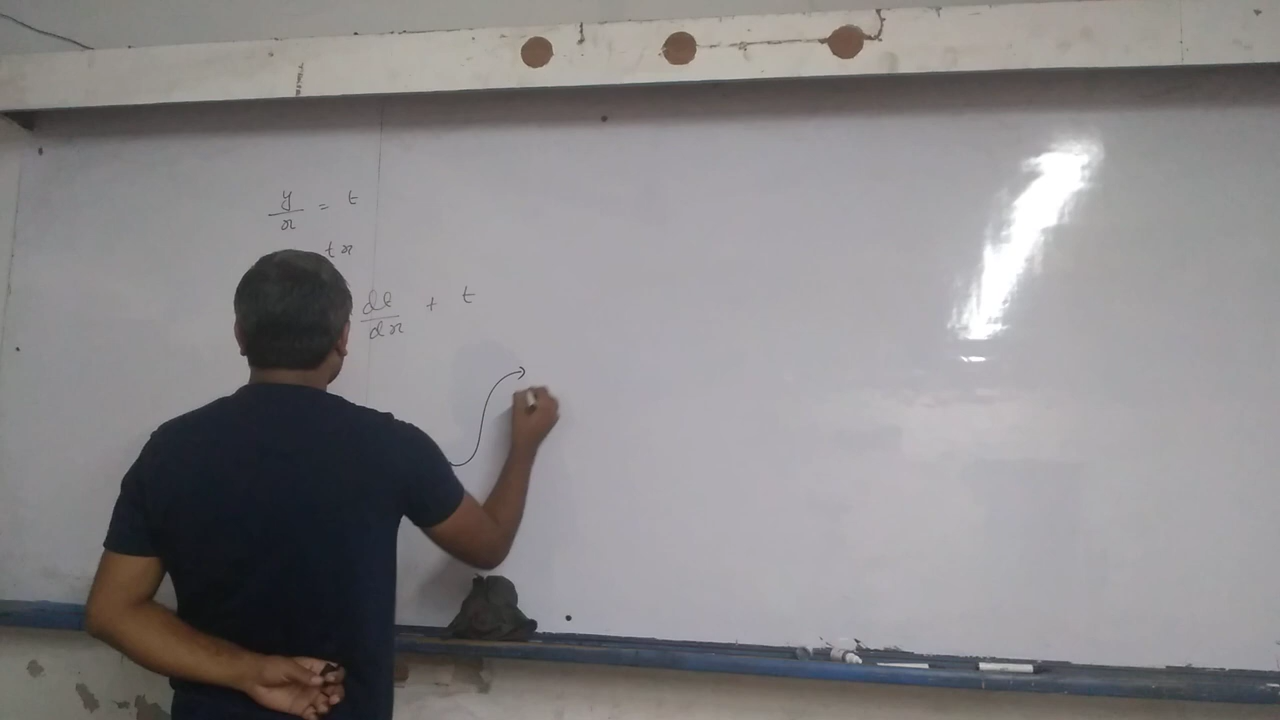 y/x = t
tx
dt/dx + t